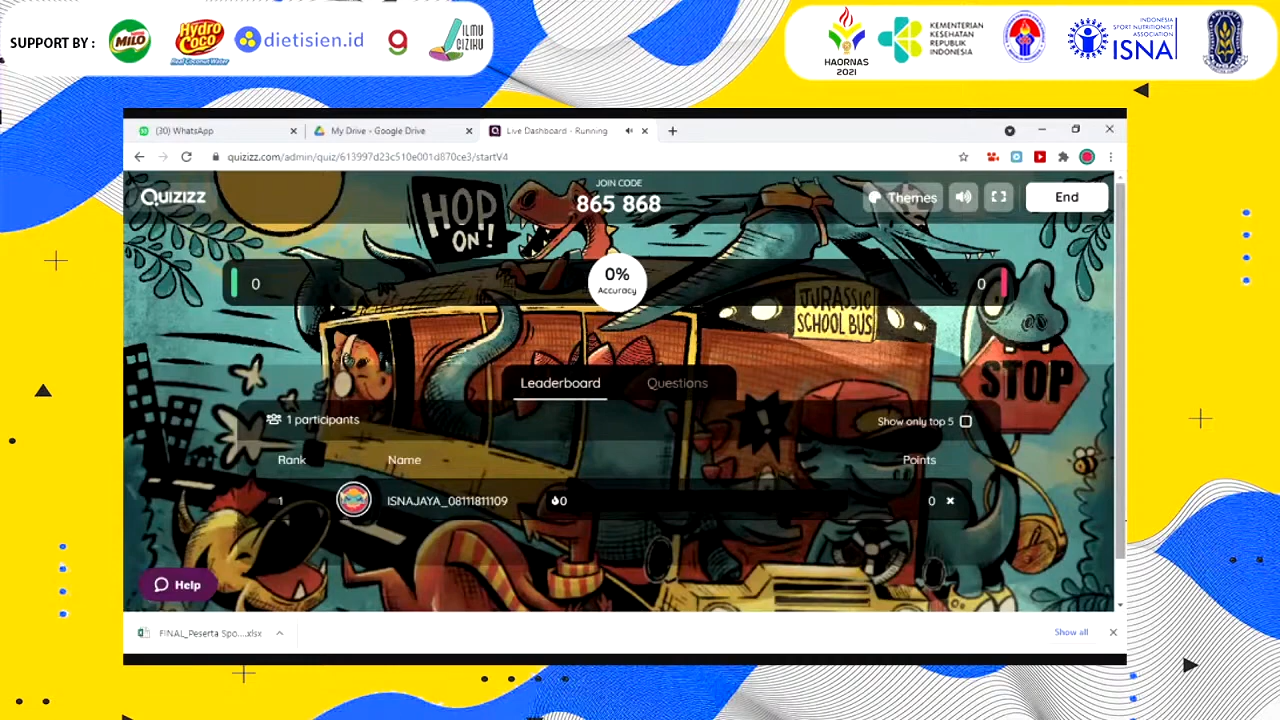 SUPPORT BY :
MILO
Hydro Coco
Real Coconut Water
dietisien.id
g
ILMU GIZIKU
HAORNAS 2021
KEMENTERIAN KESEHATAN REPUBLIK INDONESIA
INDONESIA SPORT NUTRITIONIST ASSOCIATION
ISNA
(30) WhatsApp
My Drive - Google Drive
Live Dashboard - Running
quizizz.com/admin/quiz/613997d23c510e001d870ce3/startV4
Quizizz
HOP ON!
JOIN CODE
865 868
Themes
End
0
0%
Accuracy
0
JURASSIC SCHOOL BUS
STOP
Leaderboard
Questions
1 participants
Show only top 5
Rank
Name
Points
1
ISNAJAYA_08111811109
0
0
Help
FINAL_Peserta Spo....xlsx
Show all